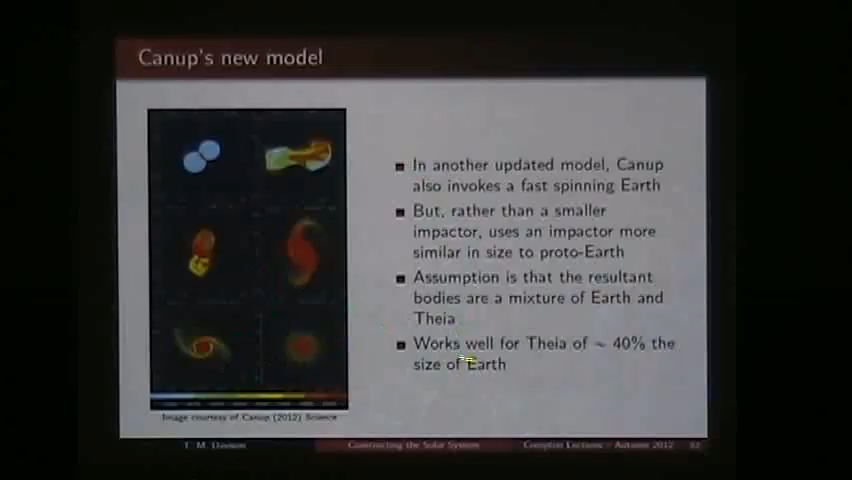 Canup's new model
In another updated model, Canup
also invokes a fast spinning Earth
But, rather than a smaller
impactor, uses an impactor more
similar in size to proto-Earth
Assumption is that the resultant
bodies are a mixture of Earth and
Theia
Works well for Theia of ~ 40% the
size of Earth
Image courtesy of Canup (2012) Science
T. M. Davison
Constructing the Solar System
Compton Lectures – Autumn 2012